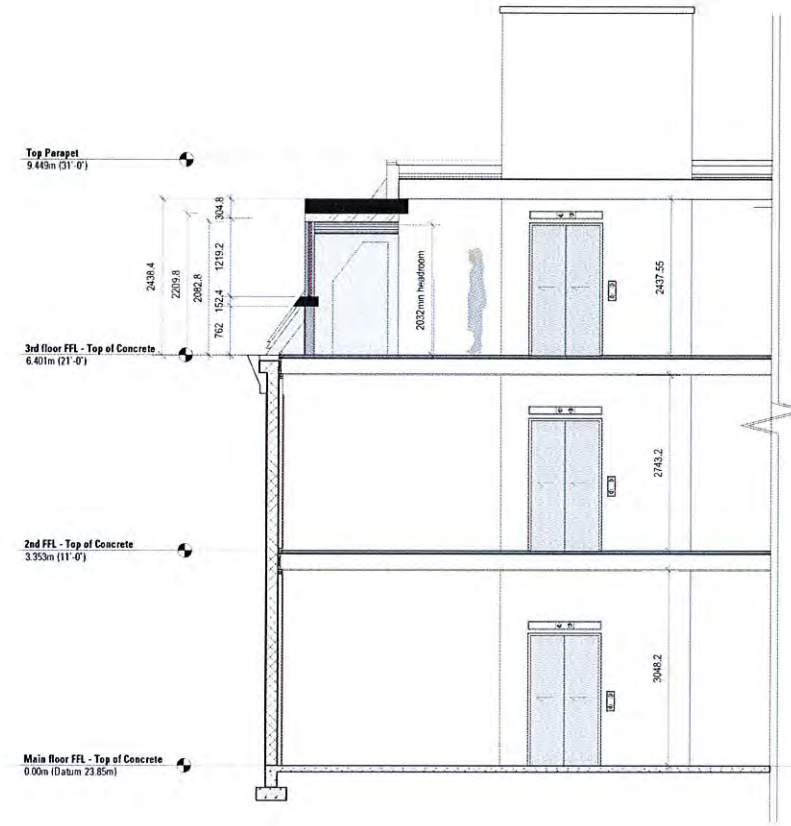 Top Parapet
9.449m (31'-0")
304.8
1219.2
2438.4
2209.8
2082.8
152.4
762
2032min headroom
2437.55
3rd floor FFL - Top of Concrete
6.401m (21'-0")
2743.2
2nd FFL - Top of Concrete
3.353m (11'-0")
3048.2
Main floor FFL - Top of Concrete
0.00m (Datum 23.85m)